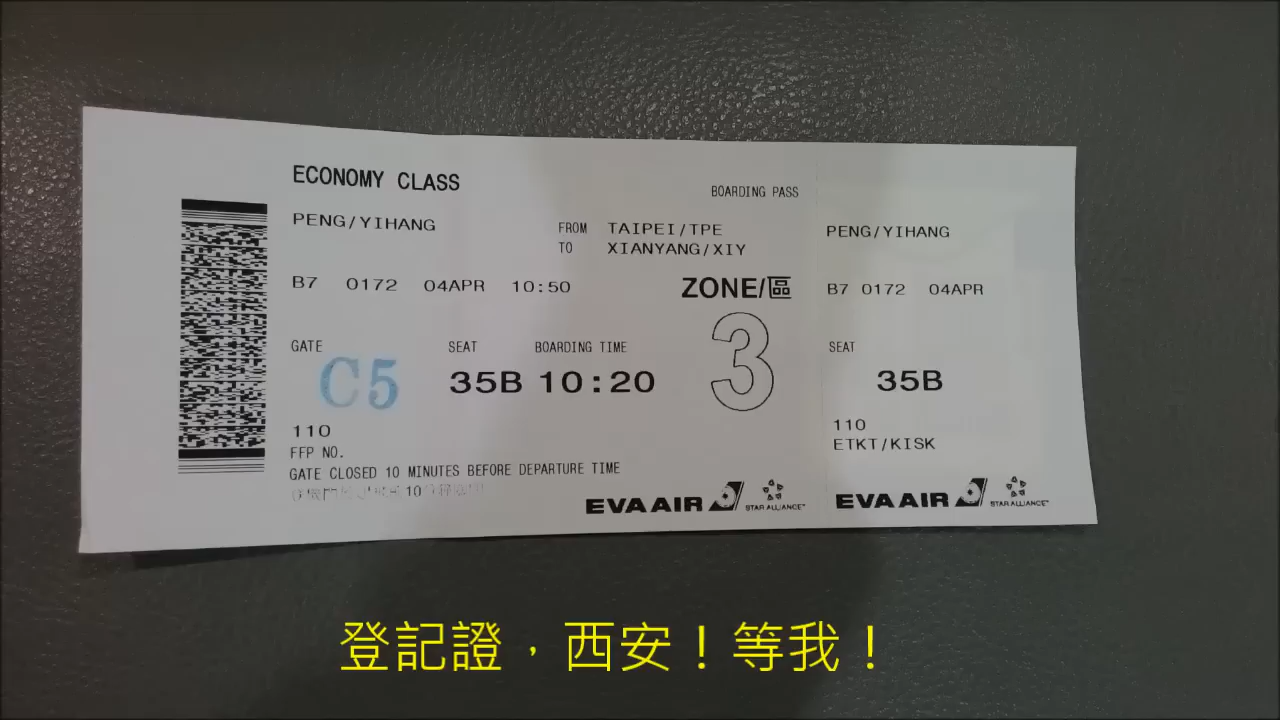 ECONOMY CLASS
BOARDING PASS
PENG/YIHANG
FROM TAIPEI/TPE
TO XIANYANG/XIY
B7 0172 04APR 10:50
ZONE/區
3
GATE SEAT BOARDING TIME
C5 35B 10:20
110
FFP NO.
GATE CLOSED 10 MINUTES BEFORE DEPARTURE TIME
10
EVA AIR STAR ALLIANCE™
PENG/YIHANG
B7 0172 04APR
SEAT
35B
110
ETKT/KISK
EVA AIR STAR ALLIANCE™
登記證，西安！等我！